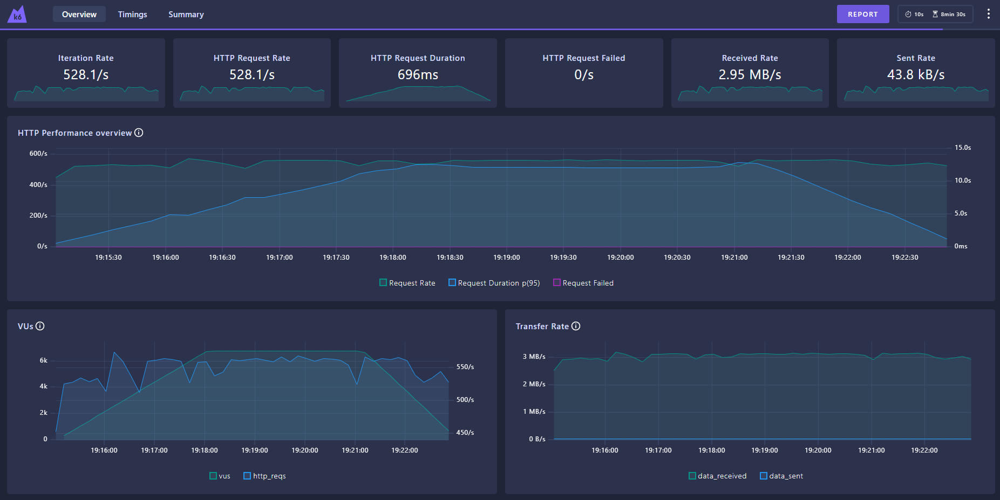 k6
Overview
Timings
Summary
REPORT
10s
8min 30s
Iteration Rate
528.1/s
HTTP Request Rate
528.1/s
HTTP Request Duration
696ms
HTTP Request Failed
0/s
Received Rate
2.95 MB/s
Sent Rate
43.8 kB/s
HTTP Performance overview
600/s
400/s
200/s
0/s
15.0s
10.0s
5.0s
0ms
19:15:30 19:16:00 19:16:30 19:17:00 19:17:30 19:18:00 19:18:30 19:19:00 19:19:30 19:20:00 19:20:30 19:21:00 19:21:30 19:22:00 19:22:30
Request Rate Request Duration p(95) Request Failed
VUs
6k
4k
2k
0
550/s
500/s
450/s
19:16:00 19:17:00 19:18:00 19:19:00 19:20:00 19:21:00 19:22:00
vus http_reqs
Transfer Rate
3 MB/s
2 MB/s
1 MB/s
0 B/s
19:16:00 19:17:00 19:18:00 19:19:00 19:20:00 19:21:00 19:22:00
data_received data_sent